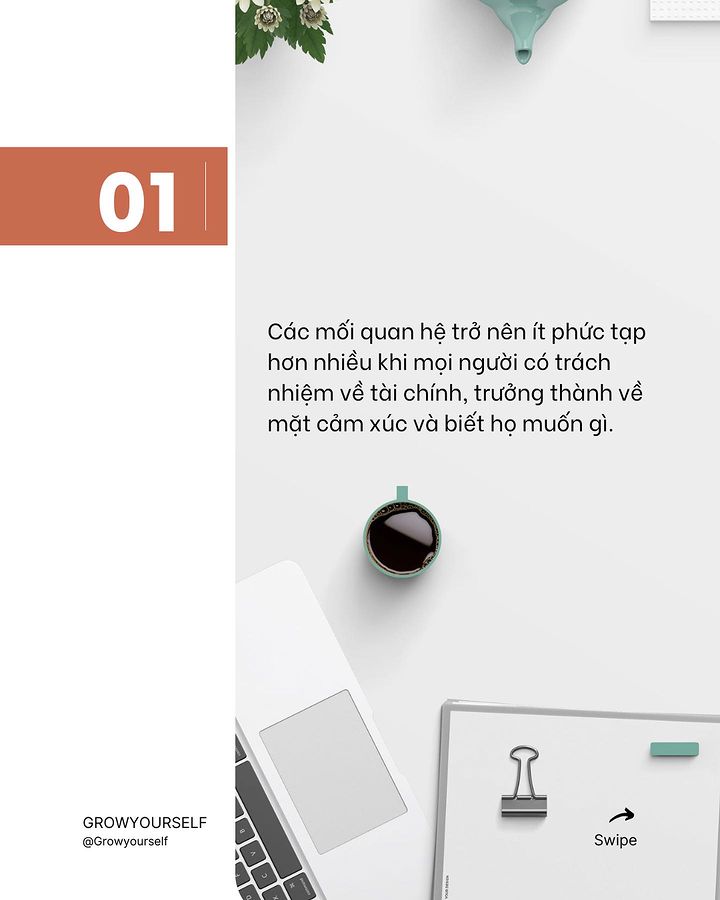 01
Các mối quan hệ trở nên ít phức tạp
hơn nhiều khi mọi người có trách
nhiệm về tài chính, trưởng thành về
mặt cảm xúc và biết họ muốn gì.
GROWYOURSELF
@Growyourself
Swipe